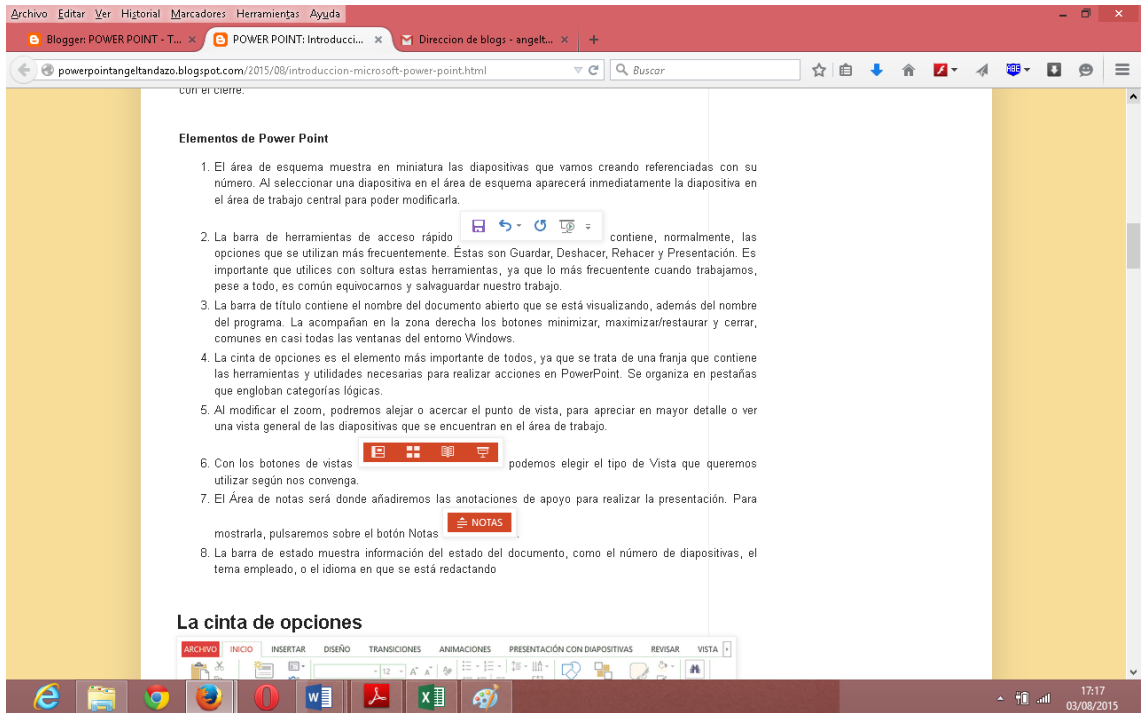 Archivo Editar Ver Historial Marcadores Herramientas Ayuda
Blogger: POWER POINT - T... × POWER POINT: Introducci... × Direccion de blogs - angelt... × +
powerpointangeltandazo.blogspot.com/2015/08/introduccion-microsoft-power-point.html Buscar ABE
con el cierre.
Elementos de Power Point
1. El área de esquema muestra en miniatura las diapositivas que vamos creando referenciadas con su
número. Al seleccionar una diapositiva en el área de esquema aparecerá inmediatamente la diapositiva en
el área de trabajo central para poder modificarla.
2. La barra de herramientas de acceso rápido contiene, normalmente, las
opciones que se utilizan más frecuentemente. Éstas son Guardar, Deshacer, Rehacer y Presentación. Es
importante que utilices con soltura estas herramientas, ya que lo más frecuentente cuando trabajamos,
pese a todo, es común equivocarnos y salvaguardar nuestro trabajo.
3. La barra de título contiene el nombre del documento abierto que se está visualizando, además del nombre
del programa. La acompañan en la zona derecha los botones minimizar, maximizar/restaurar y cerrar,
comunes en casi todas las ventanas del entorno Windows.
4. La cinta de opciones es el elemento más importante de todos, ya que se trata de una franja que contiene
las herramientas y utilidades necesarias para realizar acciones en PowerPoint. Se organiza en pestañas
que engloban categorías lógicas.
5. Al modificar el zoom, podremos alejar o acercar el punto de vista, para apreciar en mayor detalle o ver
una vista general de las diapositivas que se encuentran en el área de trabajo.
6. Con los botones de vistas podemos elegir el tipo de Vista que queremos
utilizar según nos convenga.
7. El Área de notas será donde añadiremos las anotaciones de apoyo para realizar la presentación. Para
mostrarla, pulsaremos sobre el botón Notas NOTAS .
8. La barra de estado muestra información del estado del documento, como el número de diapositivas, el
tema empleado, o el idioma en que se está redactando
La cinta de opciones
ARCHIVO INICIO INSERTAR DISEÑO TRANSICIONES ANIMACIONES PRESENTACIÓN CON DIAPOSITIVAS REVISAR VISTA
12 A A
17:17
03/08/2015